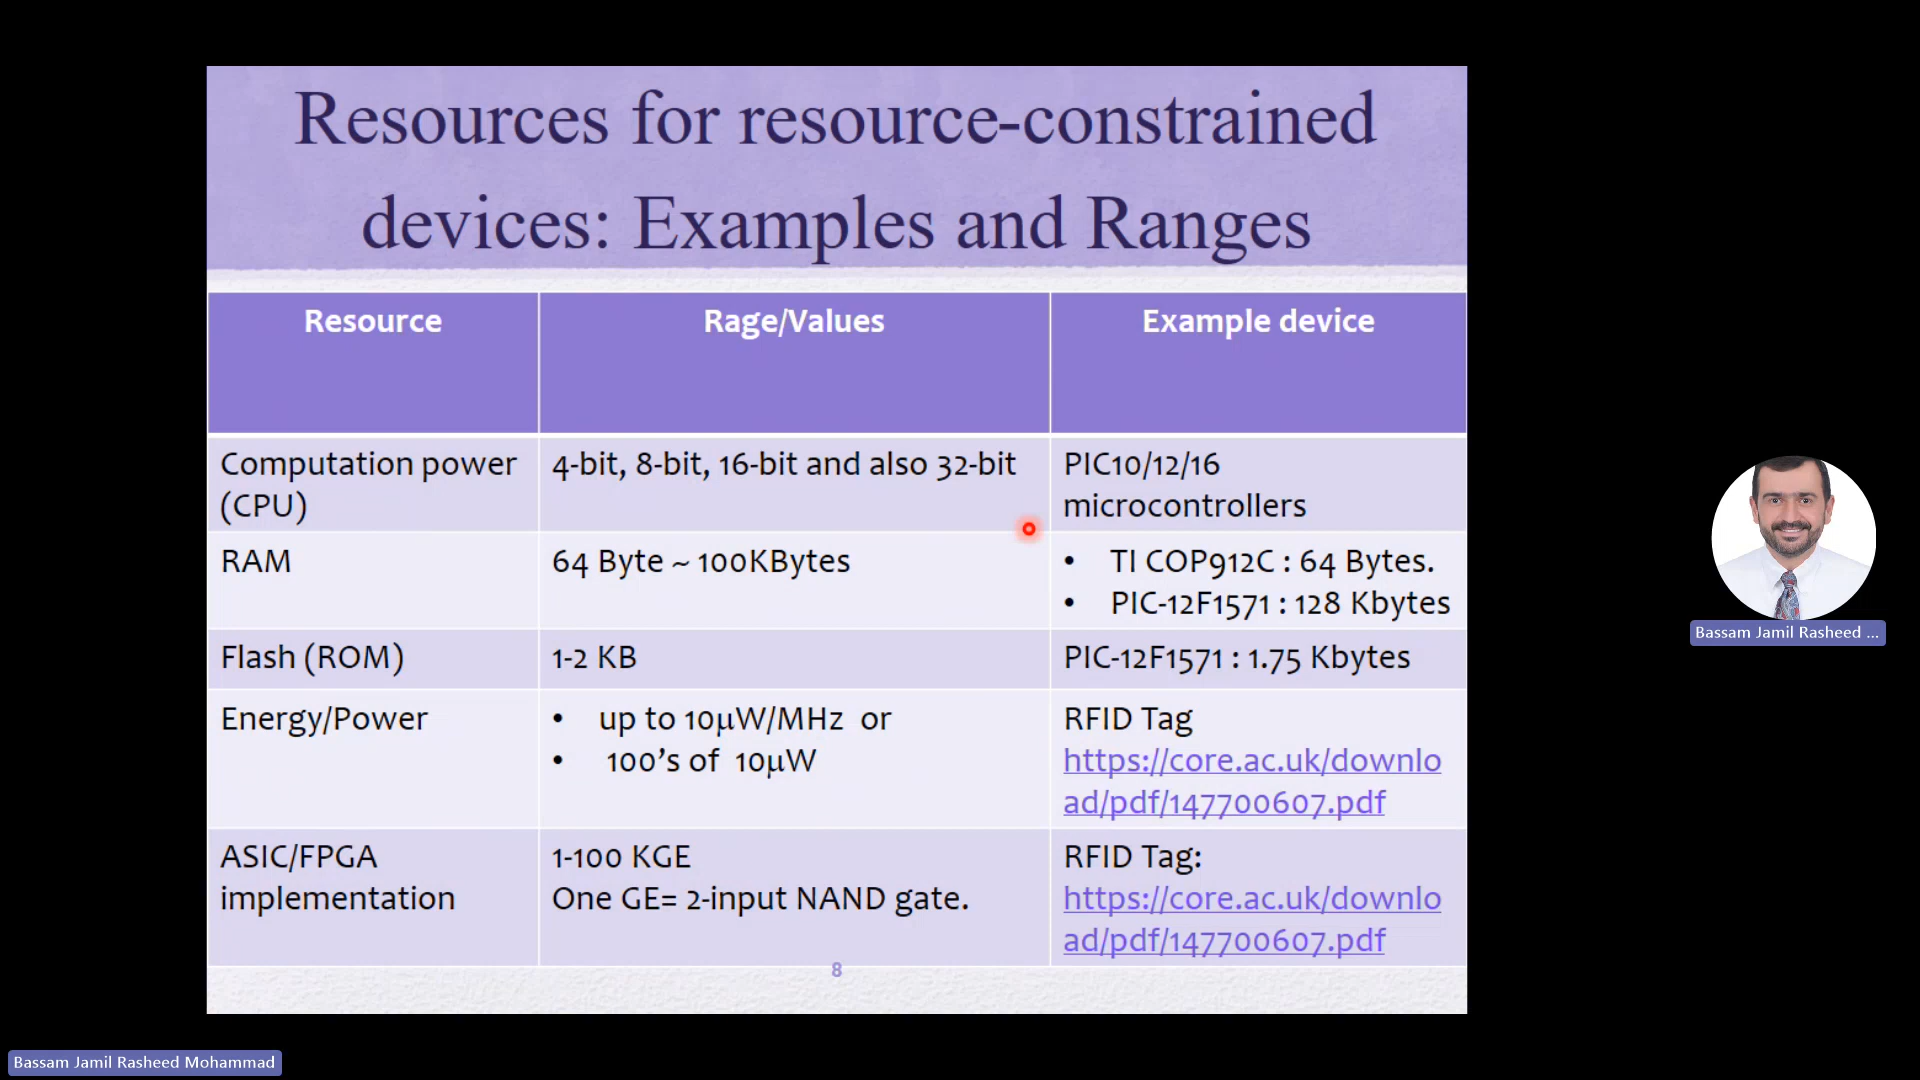 Resources for resource-constrained
devices: Examples and Ranges
Resource
Rage/Values
Example device
Computation power
(CPU)
4-bit, 8-bit, 16-bit and also 32-bit
PIC10/12/16
microcontrollers
RAM
64 Byte ~ 100KBytes
• TI COP912C : 64 Bytes.
• PIC-12F1571 : 128 Kbytes
Flash (ROM)
1-2 KB
PIC-12F1571 : 1.75 Kbytes
Energy/Power
• up to 10µW/MHz or
• 100's of 10µW
RFID Tag
https://core.ac.uk/downlo
ad/pdf/147700607.pdf
ASIC/FPGA
implementation
1-100 KGE
One GE= 2-input NAND gate.
RFID Tag:
https://core.ac.uk/downlo
ad/pdf/147700607.pdf
8
Bassam Jamil Rasheed ...
Bassam Jamil Rasheed Mohammad